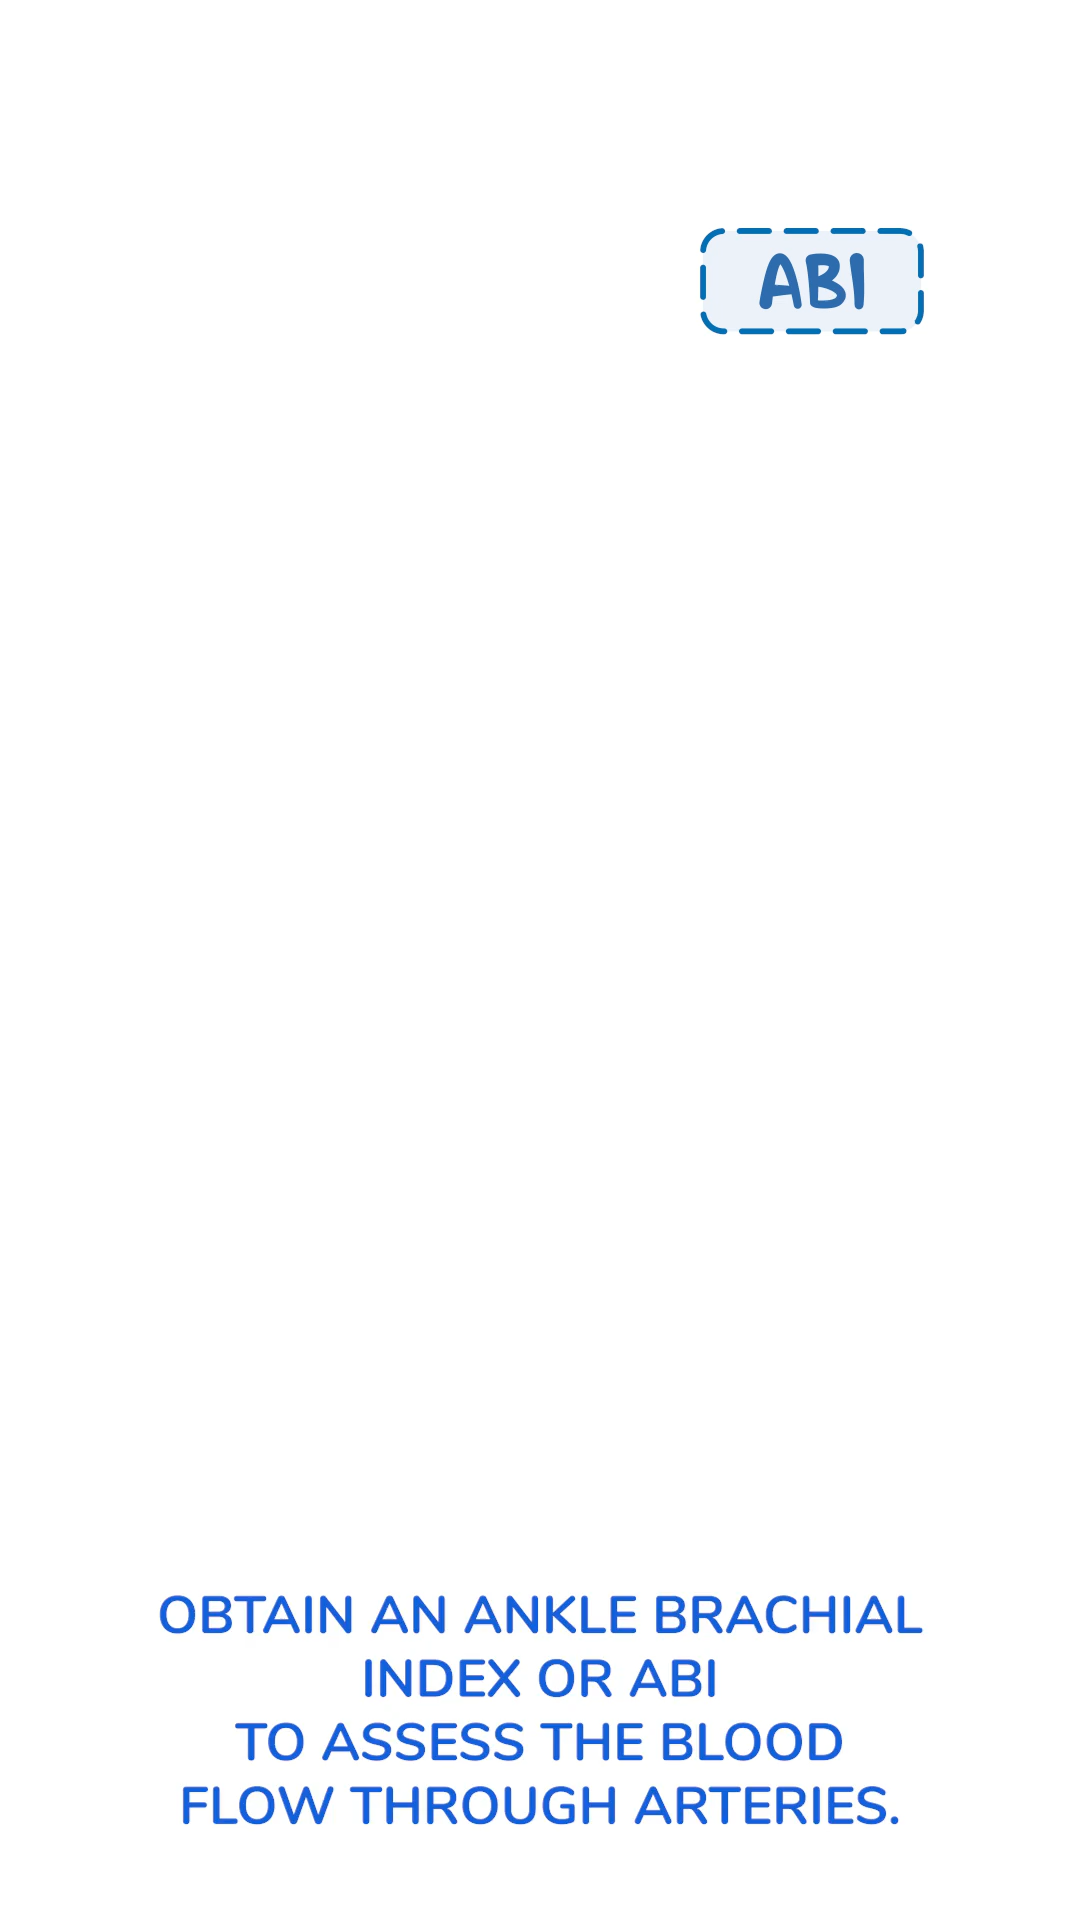 ABI
OBTAIN AN ANKLE BRACHIAL
INDEX OR ABI
TO ASSESS THE BLOOD
FLOW THROUGH ARTERIES.